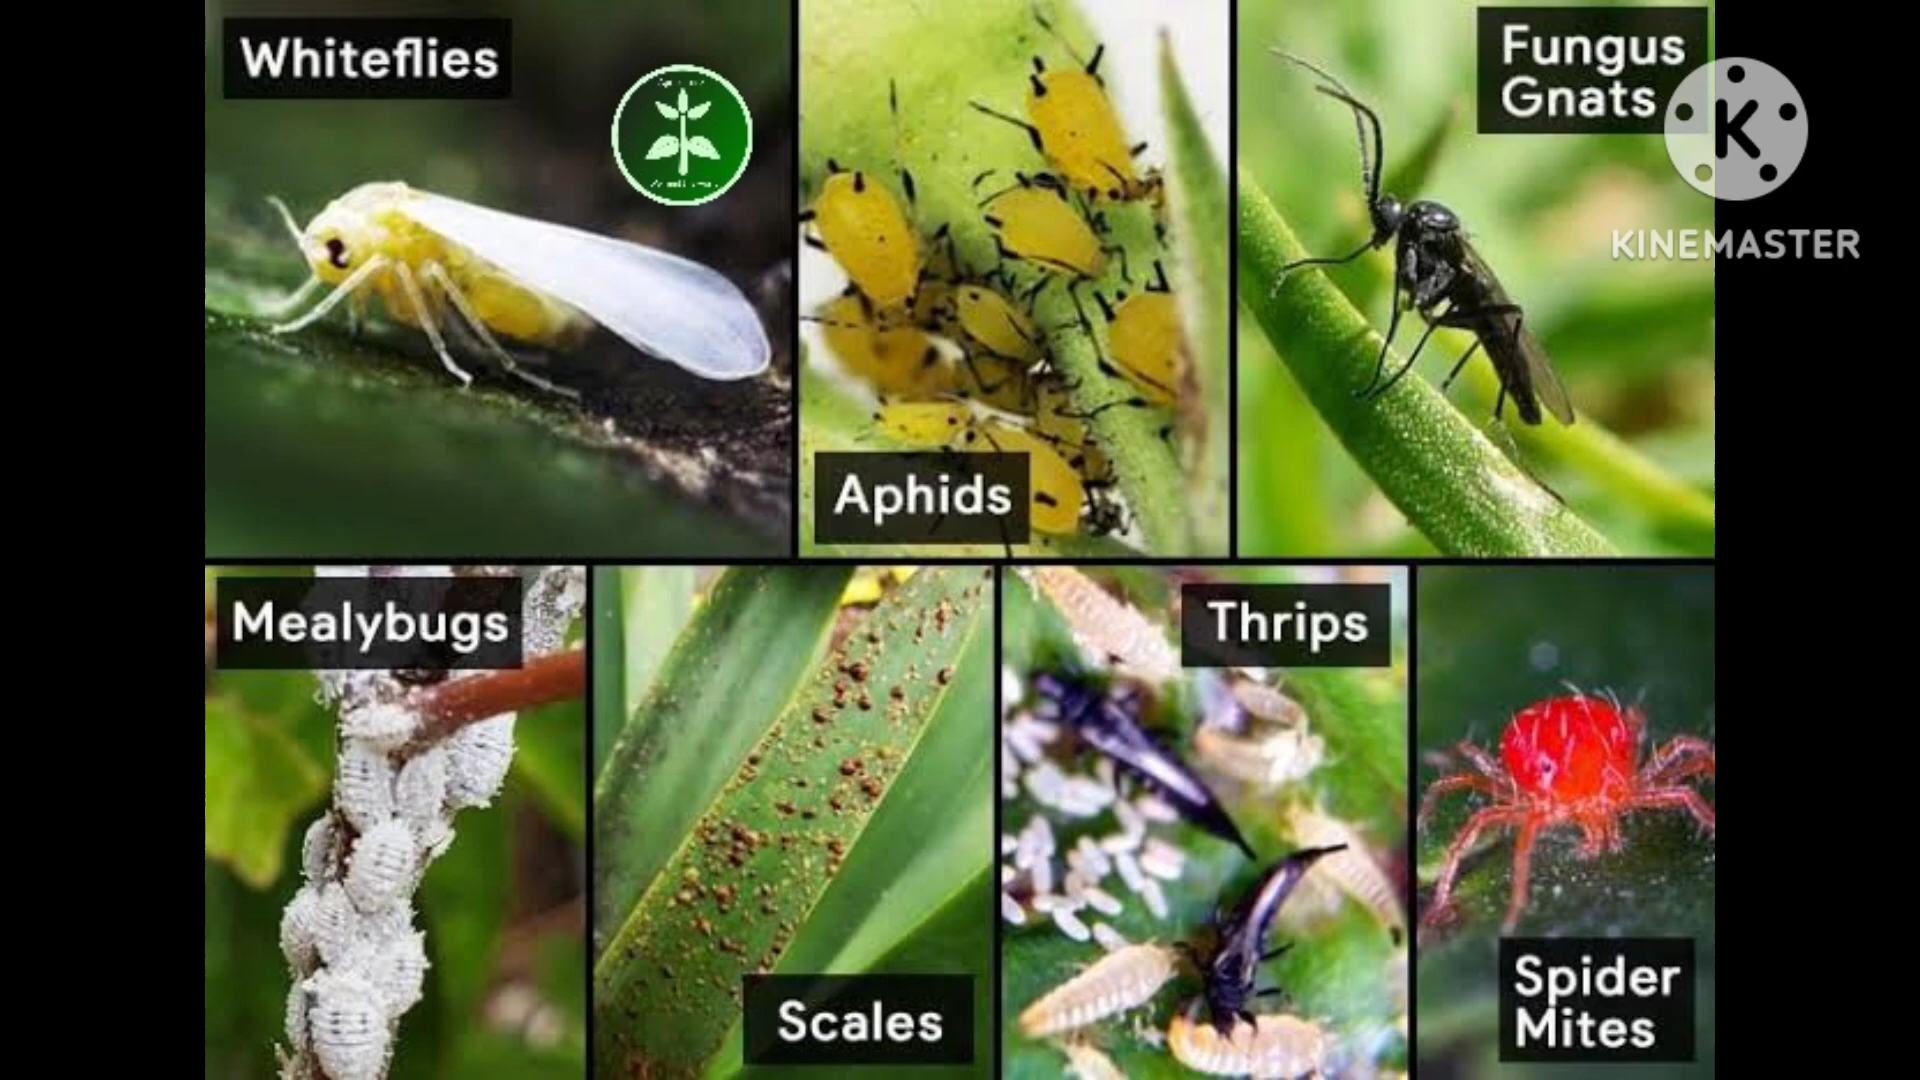 Whiteflies
Aphids
Fungus
Gnats
K
KINEMASTER
Mealybugs
Scales
Thrips
Spider
Mites